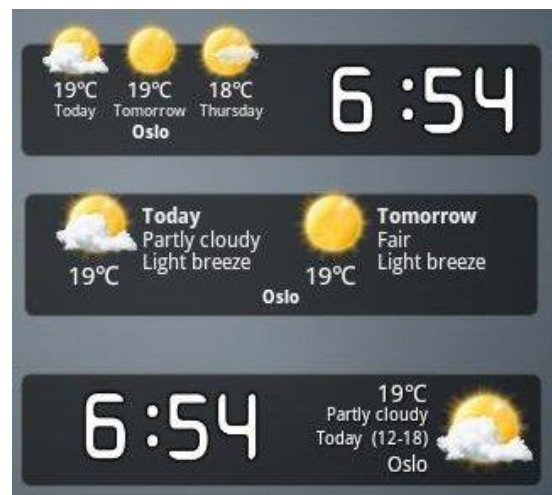 19°C 19°C 18°C
Today Tomorrow Thursday
Oslo
6:54
Today
Partly cloudy
Light breeze
19°C
Tomorrow
Fair
Light breeze
19°C
Oslo
6:54
19°C
Partly cloudy
Today (12-18)
Oslo